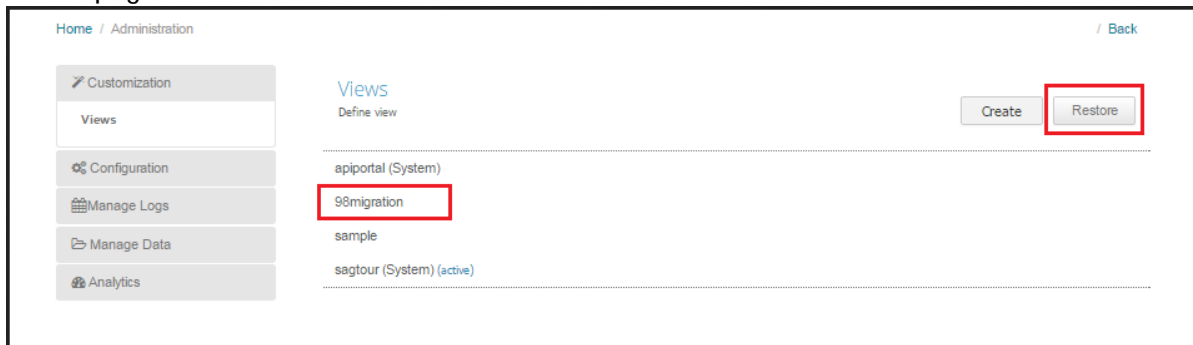 Home / Administration
/ Back
Customization
Views
Configuration
Manage Logs
Manage Data
Analytics
Views
Define view
Create
Restore
apiportal (System)
98migration
sample
sagtour (System) (active)